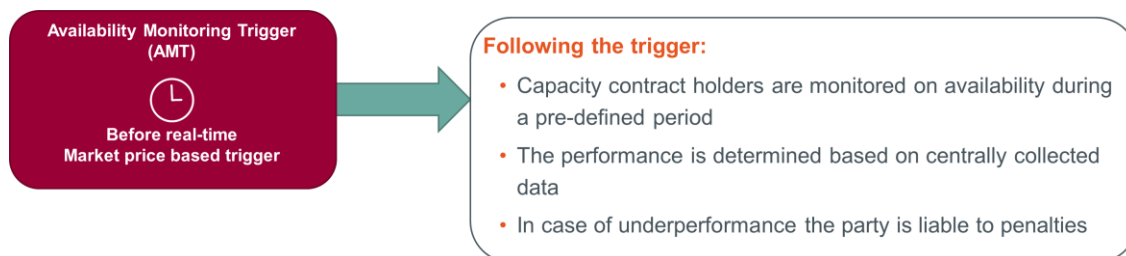 Availability Monitoring Trigger
(AMT)
Before real-time
Market price based trigger
Following the trigger:
• Capacity contract holders are monitored on availability during
a pre-defined period
• The performance is determined based on centrally collected
data
• In case of underperformance the party is liable to penalties